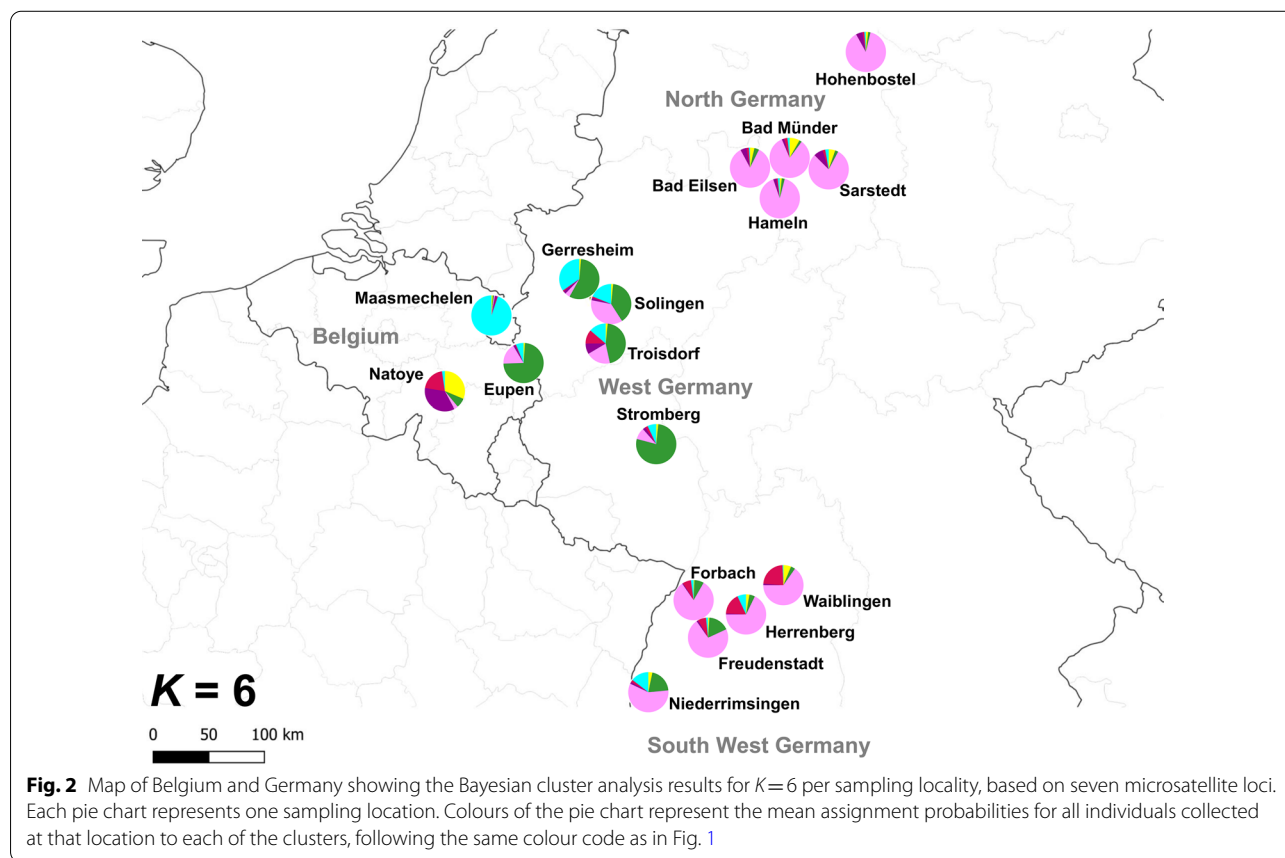 Hohenbostel
North Germany
Bad Münder
Bad Eilsen
Sarstedt
Hameln
Gerresheim
Maasmechelen
Solingen
Belgium
Troisdorf
Natoye
Eupen
West Germany
Stromberg
Forbach
Waiblingen
Herrenberg
Freudenstadt
K = 6
Niederrimsingen
0 50 100 km
South West Germany
Fig. 2 Map of Belgium and Germany showing the Bayesian cluster analysis results for K=6 per sampling locality, based on seven microsatellite loci.
Each pie chart represents one sampling location. Colours of the pie chart represent the mean assignment probabilities for all individuals collected
at that location to each of the clusters, following the same colour code as in Fig. 1